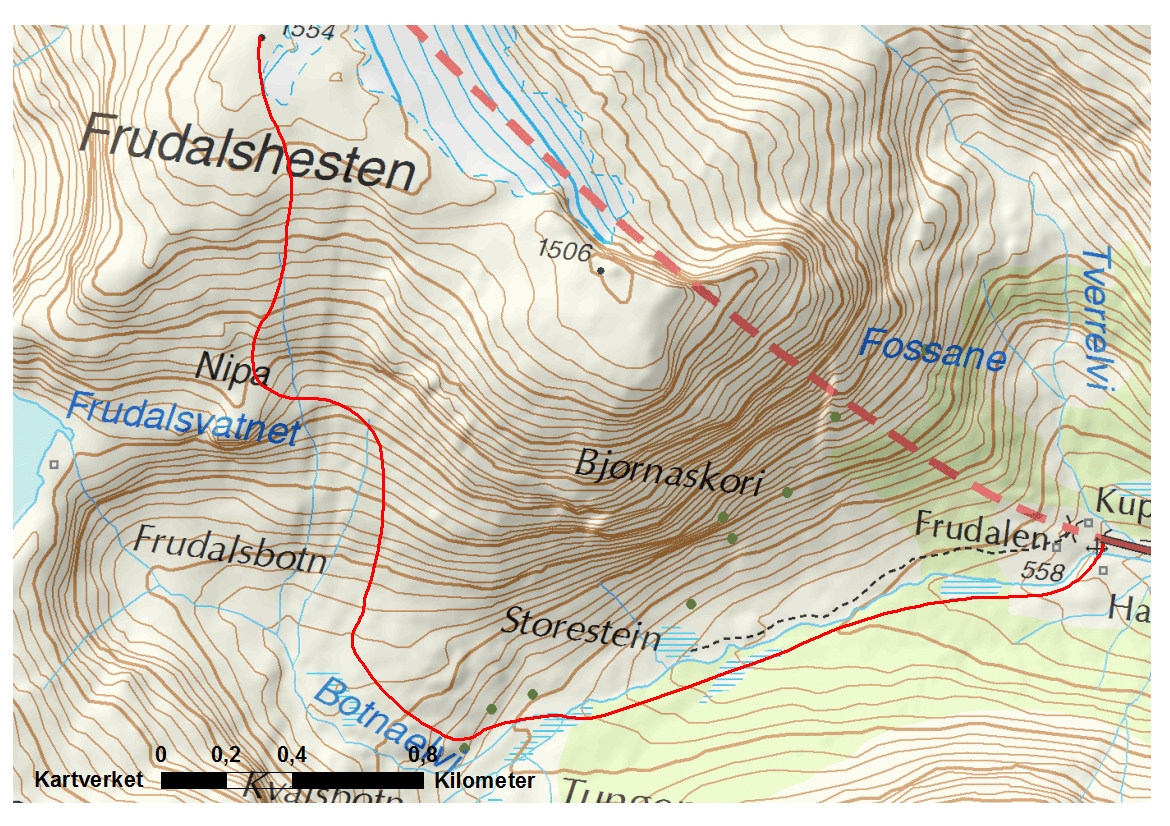 1554
Frudalshesten
1506
Tverrelvi
Fossane
Nipa
Frudalsvatnet
Bjørnaskori
Kup
Frudalen
558
Frudalsbotn
Ha
Storestein
Botnaelvi
0 0,2 0,4 0,8
Kartverket Kilometer
Kvalsbotn